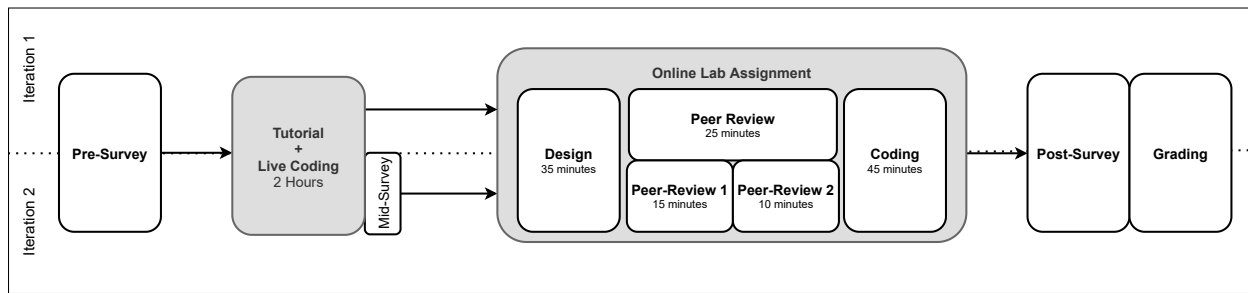 Iteration 1
Iteration 2
Pre-Survey
Tutorial
+
Live Coding
2 Hours
Mid-Survey
Online Lab Assignment
Design
35 minutes
Peer Review
25 minutes
Peer-Review 1
15 minutes
Peer-Review 2
10 minutes
Coding
45 minutes
Post-Survey
Grading